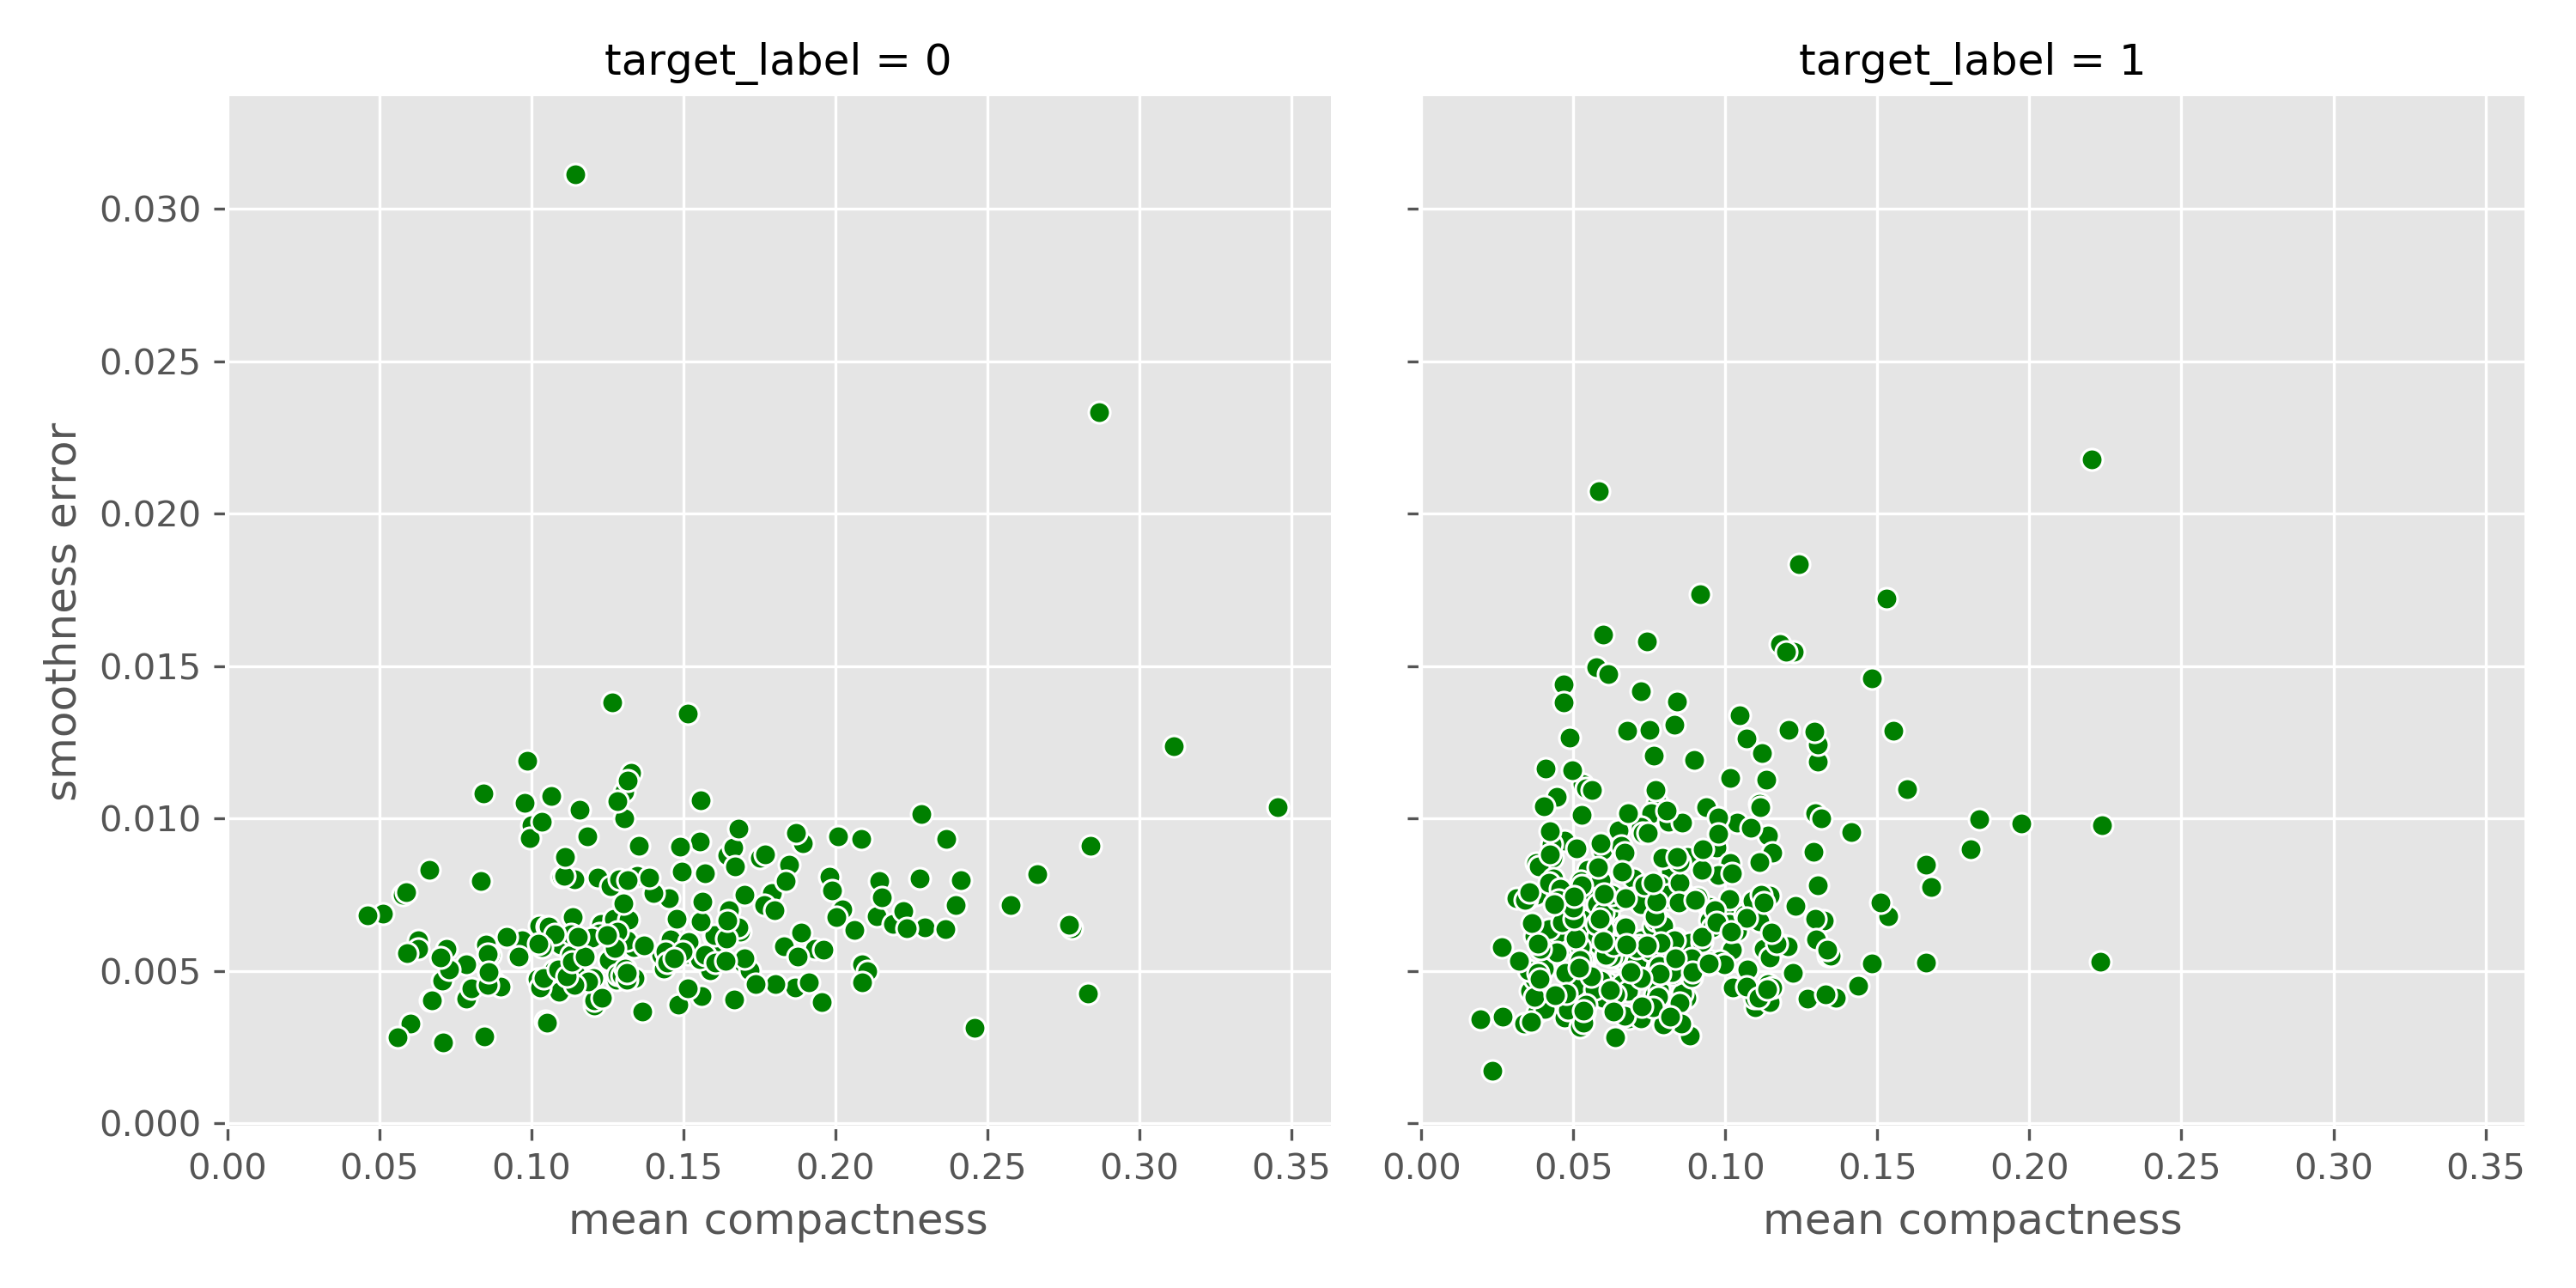 target_label = 0
target_label = 1
0.030
0.025
0.020
0.015
0.010
0.005
0.000
smoothness error
0.00 0.05 0.10 0.15 0.20 0.25 0.30 0.35
0.00 0.05 0.10 0.15 0.20 0.25 0.30 0.35
mean compactness
mean compactness